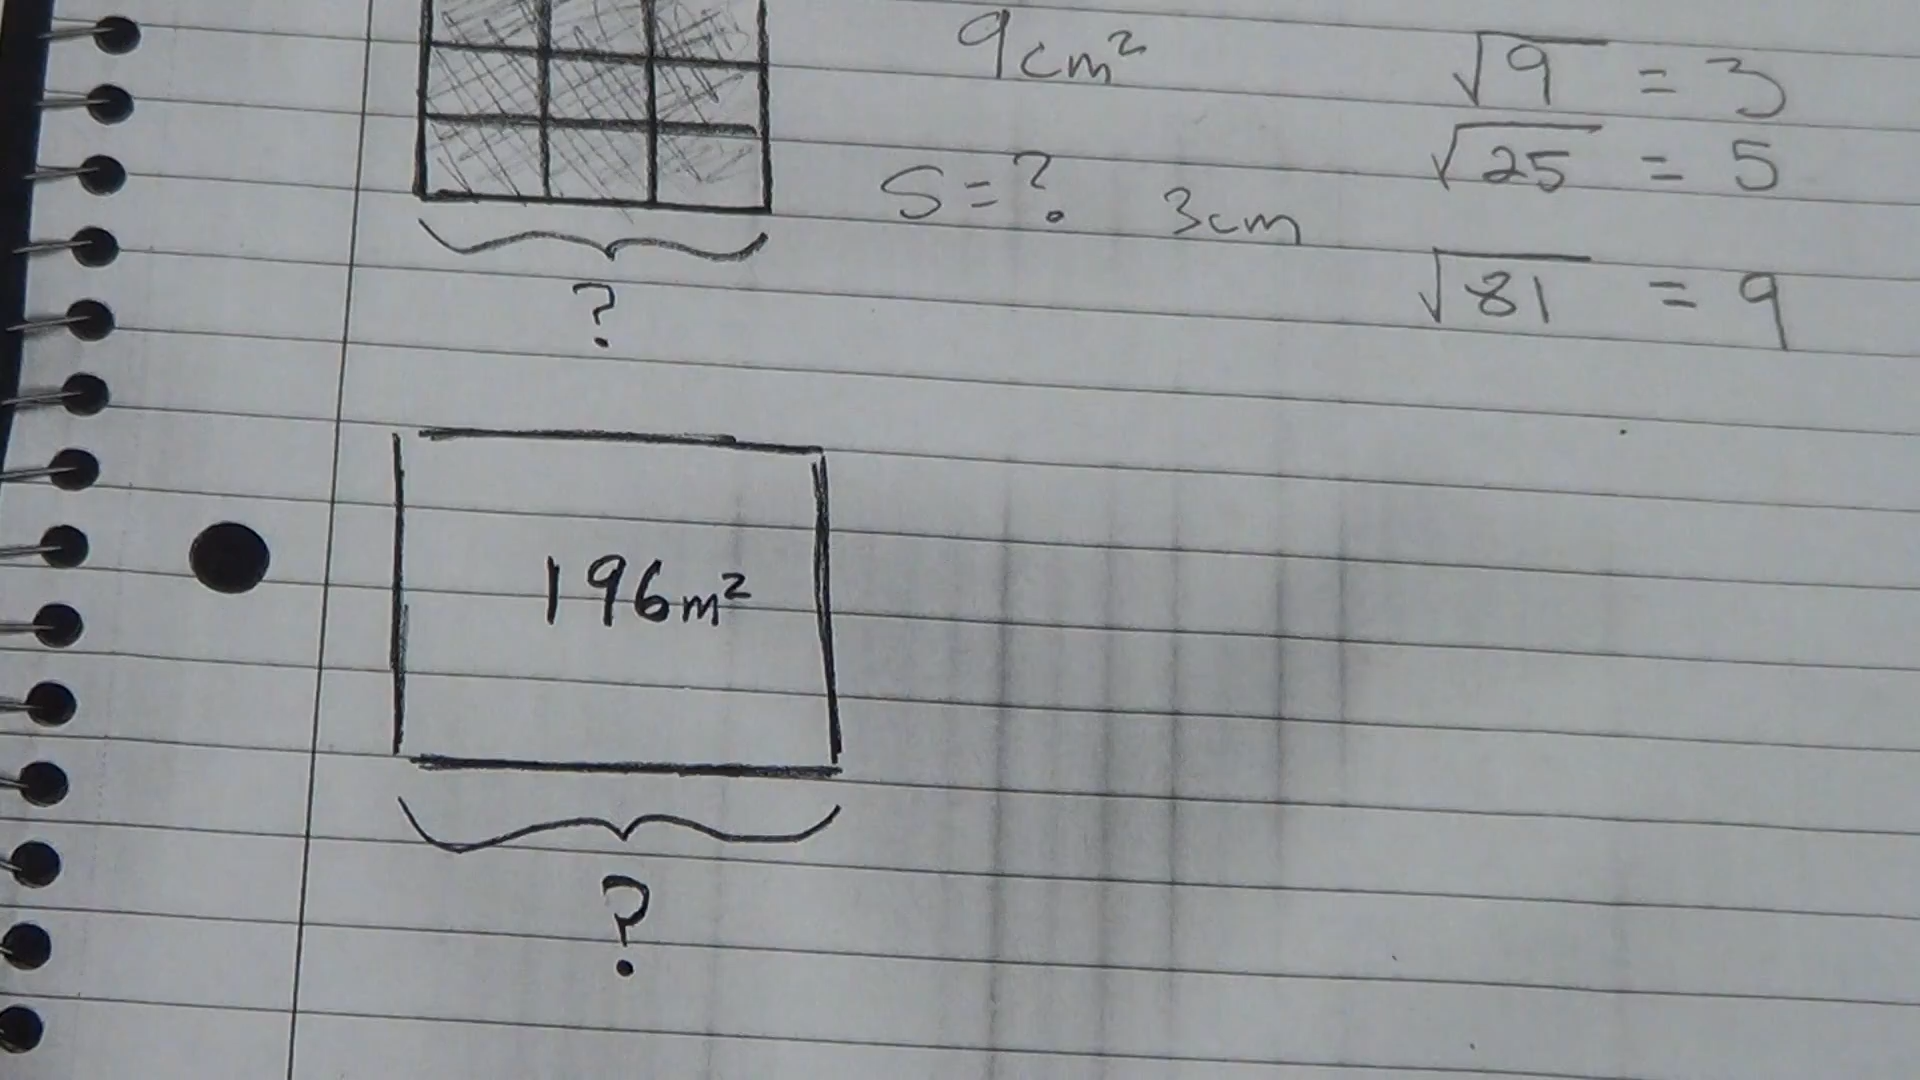 9cm²
√9 = 3
√25 = 5
S=? 3cm
√81 = 9
?
196m²
?